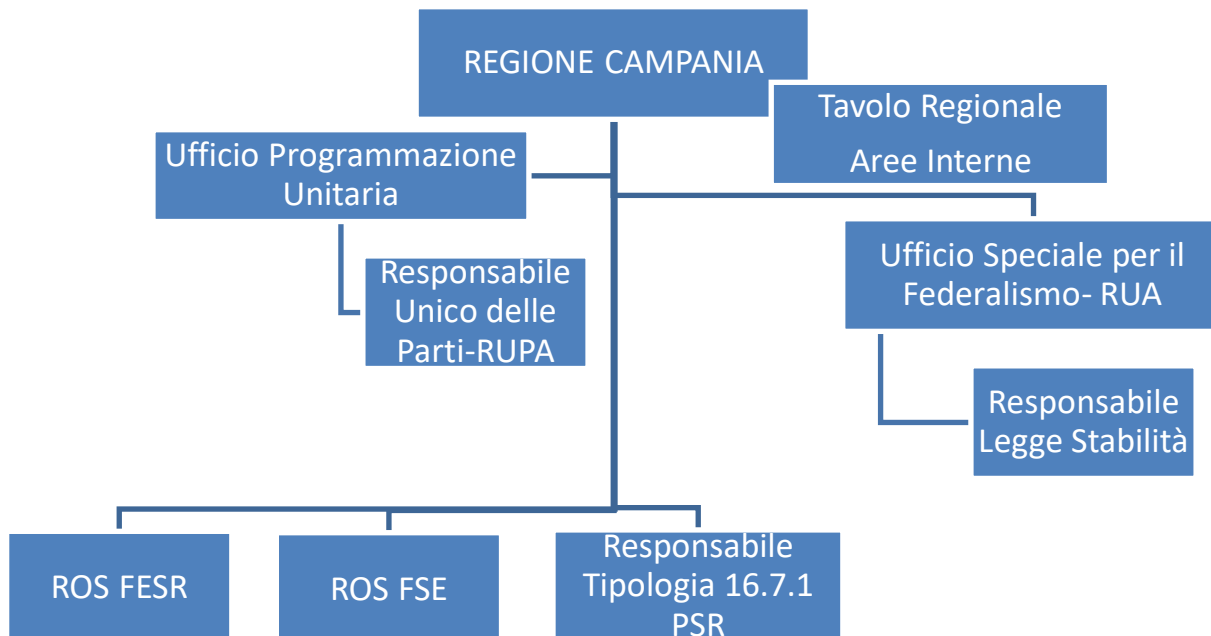 REGIONE CAMPANIA
Tavolo Regionale
Aree Interne
Ufficio Programmazione
Unitaria
Responsabile
Unico delle
Parti-RUPA
Ufficio Speciale per il
Federalismo- RUA
Responsabile
Legge Stabilità
ROS FESR
ROS FSE
Responsabile
Tipologia 16.7.1
PSR